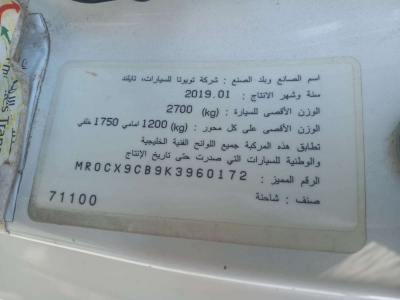 اسم الصانع وبلد الصنع : شركة تويوتا للسيارات، تايلند
سنة وشهر الانتاج : 2019.01
الوزن الأقصى للسيارة : (kg) 2700
الوزن الأقصى على كل محور : (kg) 1200 امامي 1750 خلفي
تطابق هذه المركبة جميع اللوائح الفنية الخليجية
والوطنية للسيارات التي صدرت حتى تاريخ الإنتاج
الرقم المميز : MR0CX9CB9K3960172
صنف : شاحنة
71100